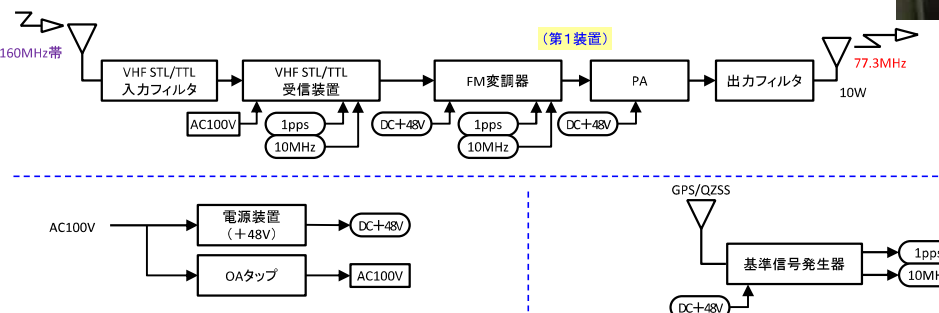 160MHz帯
VHF STL/TTL
入力フィルタ
VHF STL/TTL
受信装置
FM変調器
(第1装置)
PA
出力フィルタ
77.3MHz
10W
AC100V
1pps
10MHz
DC+48V
1pps
10MHz
DC+48V
AC100V
電源装置
(+48V)
DC+48V
OAタップ
AC100V
GPS/QZSS
基準信号発生器
1pps
10MH
DC+48V